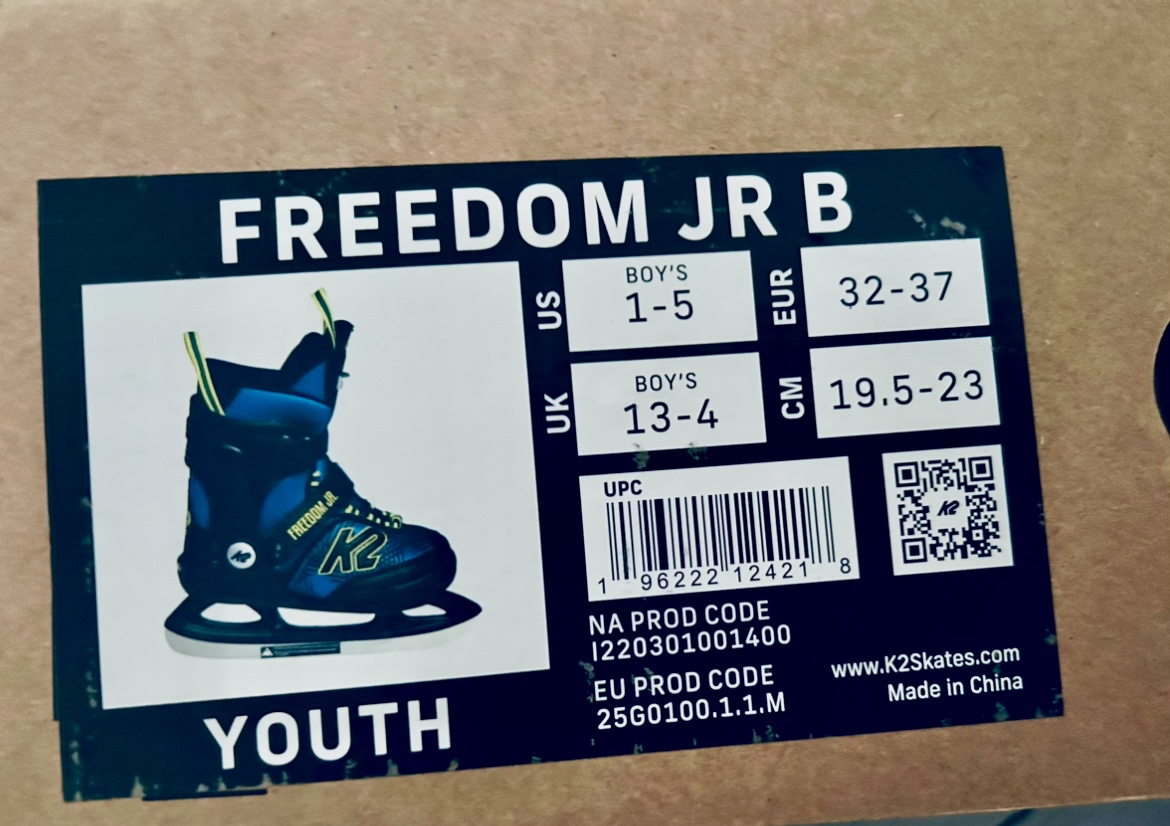 FREEDOM JR B
US
BOY'S
1-5
EUR
32-37
UK
BOY'S
13-4
CM
19.5-23
FREEDOM JR.
K2
K2
UPC
1 96222 12421 8
K2
NA PROD CODE
I220301001400
EU PROD CODE
25G0100.1.1.M
www.K2Skates.com
Made in China
YOUTH